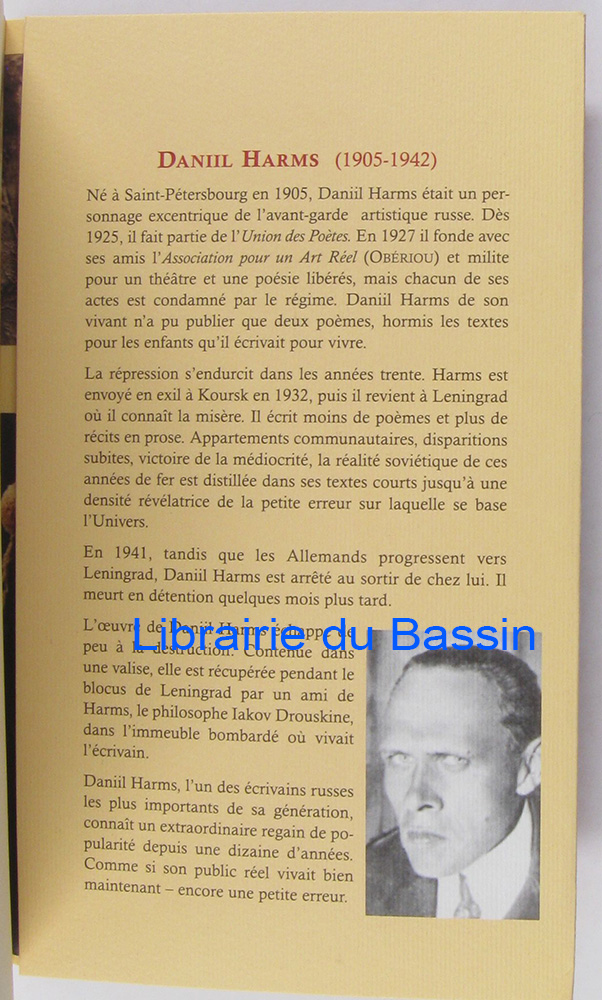 DANIIL HARMS (1905-1942)
Né à Saint-Pétersbourg en 1905, Daniil Harms était un per-
sonnage excentrique de l'avant-garde artistique russe. Dès
1925, il fait partie de l'Union des Poètes. En 1927 il fonde avec
ses amis l'Association pour un Art Réel (OBÉRIOU) et milite
pour un théâtre et une poésie libérés, mais chacun de ses
actes est condamné par le régime. Daniil Harms de son
vivant n'a pu publier que deux poèmes, hormis les textes
pour les enfants qu'il écrivait pour vivre.
La répression s'endurcit dans les années trente. Harms est
envoyé en exil à Koursk en 1932, puis il revient à Leningrad
où il connaît la misère. Il écrit moins de poèmes et plus de
récits en prose. Appartements communautaires, disparitions
subites, victoire de la médiocrité, la réalité soviétique de ces
années de fer est distillée dans ses textes courts jusqu'à une
densité révélatrice de la petite erreur sur laquelle se base
l'Univers.
En 1941, tandis que les Allemands progressent vers
Leningrad, Daniil Harms est arrêté au sortir de chez lui. Il
meurt en détention quelques mois plus tard.
L'œuvre de Daniil Harms échappe de
Librairie du Bassin
peu à la destruction. Contenue dans
une valise, elle est récupérée pendant le
blocus de Leningrad par un ami de
Harms, le philosophe Iakov Drouskine,
dans l'immeuble bombardé où vivait
l'écrivain.
Daniil Harms, l'un des écrivains russes
les plus importants de sa génération,
connaît un extraordinaire regain de po-
pularité depuis une dizaine d'années.
Comme si son public réel vivait bien
maintenant – encore une petite erreur.